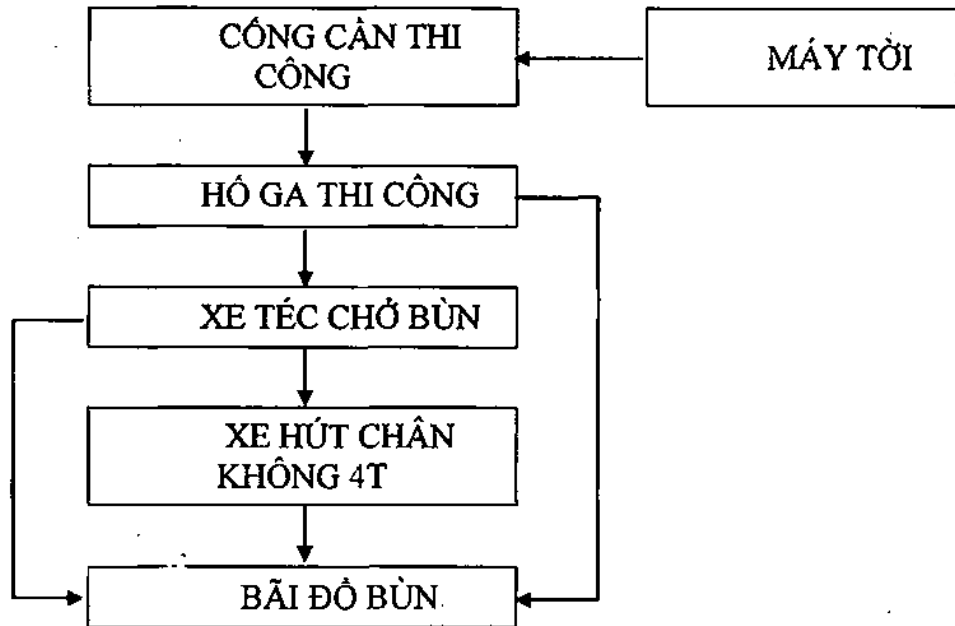 CỐNG CẦN THI
CÔNG
MÁY TỜI
HỐ GA THI CÔNG
XE TÉC CHỞ BÙN
XE HÚT CHÂN
KHÔNG 4T
BÃI ĐỔ BÙN